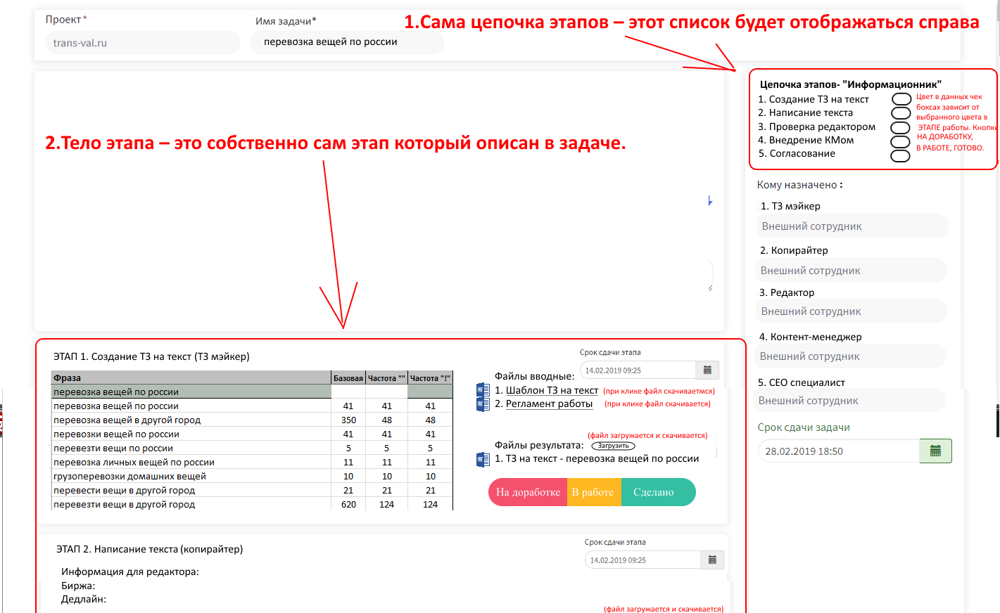 Проект *
Имя задачи*
1.Сама цепочка этапов – этот список будет отображаться справа
trans-val.ru
перевозка вещей по россии
Цепочка этапов- "Информационник"
1. Создание ТЗ на текст
2. Написание текста
3. Проверка редактором
4. Внедрение КМом
5. Согласование
Цвет в данных чек
боксах зависит от
выбранного цвета в
ЭТАПЕ работы. Кнопки
НА ДОРАБОТКУ,
В РАБОТЕ, ГОТОВО.
2.Тело этапа – это собственно сам этап который описан в задаче.
Кому назначено :
1. ТЗ мэйкер
Внешний сотрудник
2. Копирайтер
Внешний сотрудник
3. Редактор
Внешний сотрудник
4. Контент-менеджер
Внешний сотрудник
5. СЕО специалист
Внешний сотрудник
Срок сдачи задачи
28.02.2019 18:50
ЭТАП 1. Создание ТЗ на текст (ТЗ мэйкер)
Срок сдачи этапа
14.02.2019 09:25
Фраза Базовая Частота "" Частота "!"
перевозка вещей по россии
перевозка вещей по россии 41 41 41
перевозка вещей в другой город 350 48 48
перевозки вещей по россии 41 41 41
перевезти вещи по россии 5 5 5
перевозка личных вещей по россии 11 11 11
грузоперевозки домашних вещей 10 10 10
перевести вещи в другой город 21 21 21
перевезти вещи в другой город 620 124 124
Файлы вводные:
1. Шаблон ТЗ на текст (при клике файл скачиваетмся)
2. Регламент работы (при клике файл скачивается)
(файл загружается и скачивается)
Файлы результата: Загрузить
1. ТЗ на текст - перевозка вещей по россии
На доработке В работе Сделано
ЭТАП 2. Написание текста (копирайтер)
Срок сдачи этапа
14.02.2019 09:25
Информация для редактора:
Биржа:
Дедлайн:
(файл загружается и скачивается)